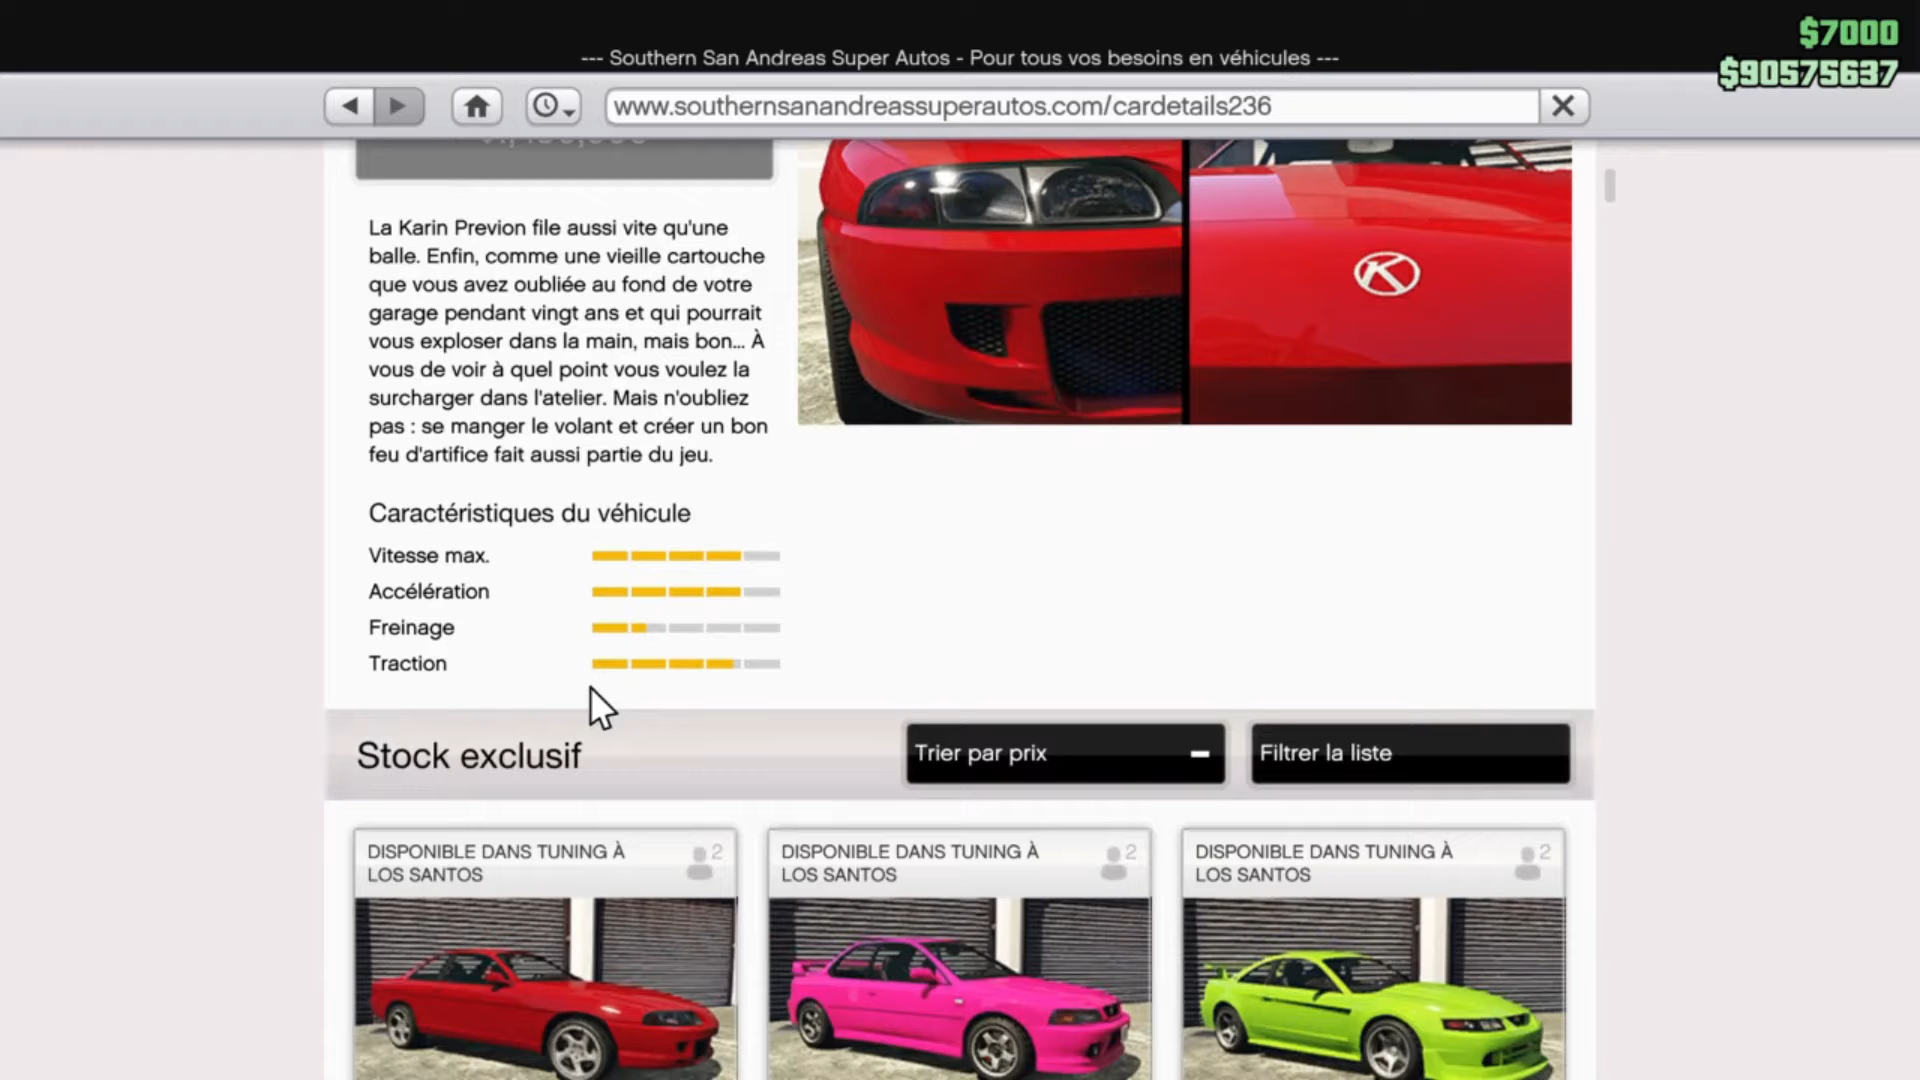 $7000
--- Southern San Andreas Super Autos - Pour tous vos besoins en véhicules ---
$90575637
www.southernsanandreassuperautos.com/cardetails236
La Karin Previon file aussi vite qu'une
balle. Enfin, comme une vieille cartouche
que vous avez oubliée au fond de votre
garage pendant vingt ans et qui pourrait
vous exploser dans la main, mais bon... À
vous de voir à quel point vous voulez la
surcharger dans l'atelier. Mais n'oubliez
pas : se manger le volant et créer un bon
feu d'artifice fait aussi partie du jeu.
Caractéristiques du véhicule
Vitesse max.
Accélération
Freinage
Traction
Stock exclusif
Trier par prix
Filtrer la liste
DISPONIBLE DANS TUNING À
LOS SANTOS
2
DISPONIBLE DANS TUNING À
LOS SANTOS
2
DISPONIBLE DANS TUNING À
LOS SANTOS
2